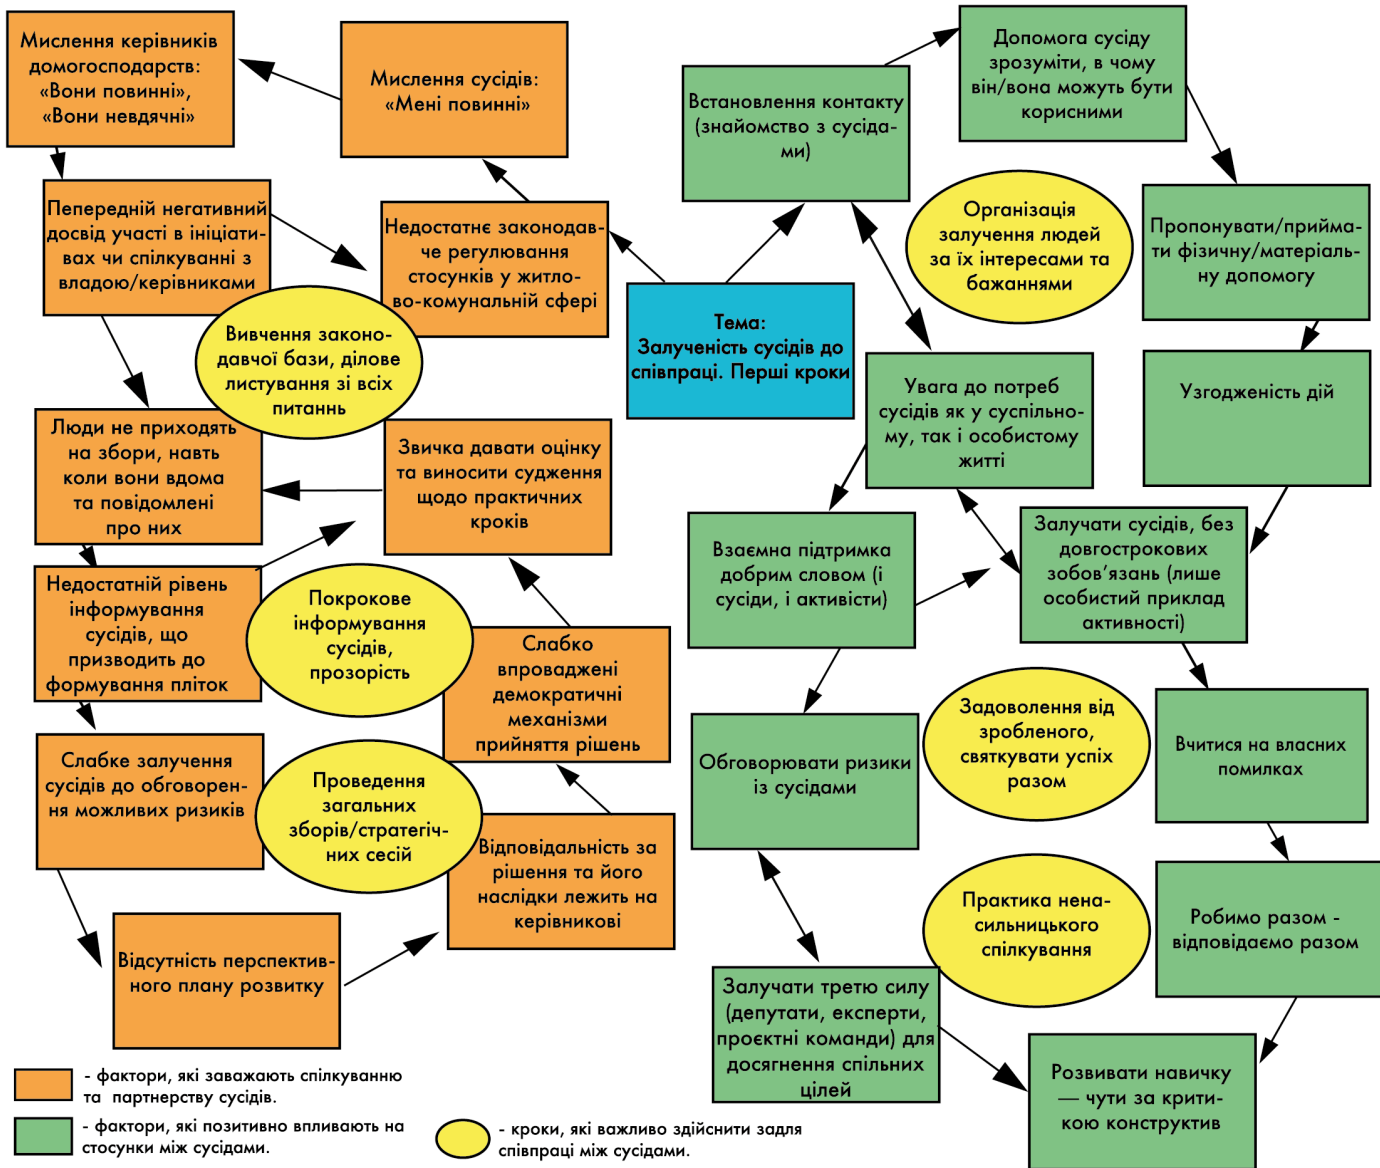 Мислення керівників
домогосподарств:
«Вони повинні»,
«Вони невдячні»
Мислення сусідів:
«Мені повинні»
Пепередній негативний
досвід участі в ініціати-
вах чи спілкуванні з
владою/керівниками
Недостатнє законодав-
че регулювання
стосунків у житло-
во-комунальній сфері
Вивчення законо-
давчої бази, ділове
листування зі всіх
питаннь
Люди не приходять
на збори, навть
коли вони вдома
та повідомлені
про них
Звичка давати оцінку
та виносити судження
щодо практичних
кроків
Недостатній рівень
інформування
сусідів, що
призводить до
формування пліток
Покрокове
інформування
сусідів,
прозорість
Слабко
впроваджені
демократичні
механізми
прийняття рішень
Слабке залучення
сусідів до обговорен-
ня можливих ризиків
Проведення
загальних
зборів/стратегіч-
них сесій
Відповідальність за
рішення та його
наслідки лежить на
керівникові
Відсутність перспектив-
ного плану розвитку
Тема:
Залученість сусідів до
співпраці. Перші кроки
Встановлення контакту
(знайомство з сусіда-
ми)
Допомога сусіду
зрозуміти, в чому
він/вона можуть бути
корисними
Організація
залучення людей
за їх інтересами та
бажаннями
Пропонувати/прийма-
ти фізичну/матеріаль-
ну допомогу
Увага до потреб
сусідів як у суспільно-
му, так і особистому
житті
Узгодженість дій
Взаємна підтримка
добрим словом (і
сусіди, і активісти)
Залучати сусідів, без
довгострокових
зобов’язань (лише
особистий приклад
активності)
Обговорювати ризики
із сусідами
Задоволення від
зробленого,
святкувати успіх
разом
Вчитися на власних
помилках
Практика нена-
сильницького
спілкування
Робимо разом -
відповідаємо разом
Залучати третю силу
(депутати, експерти,
проєктні команди) для
досягнення спільних
цілей
Розвивати навичку
— чути за крити-
кою конструктив
- фактори, які заважають спілкуванню
та партнерству сусідів.
- фактори, які позитивно впливають на
стосунки між сусідами.
- кроки, які важливо здійснити задля
співпраці між сусідами.